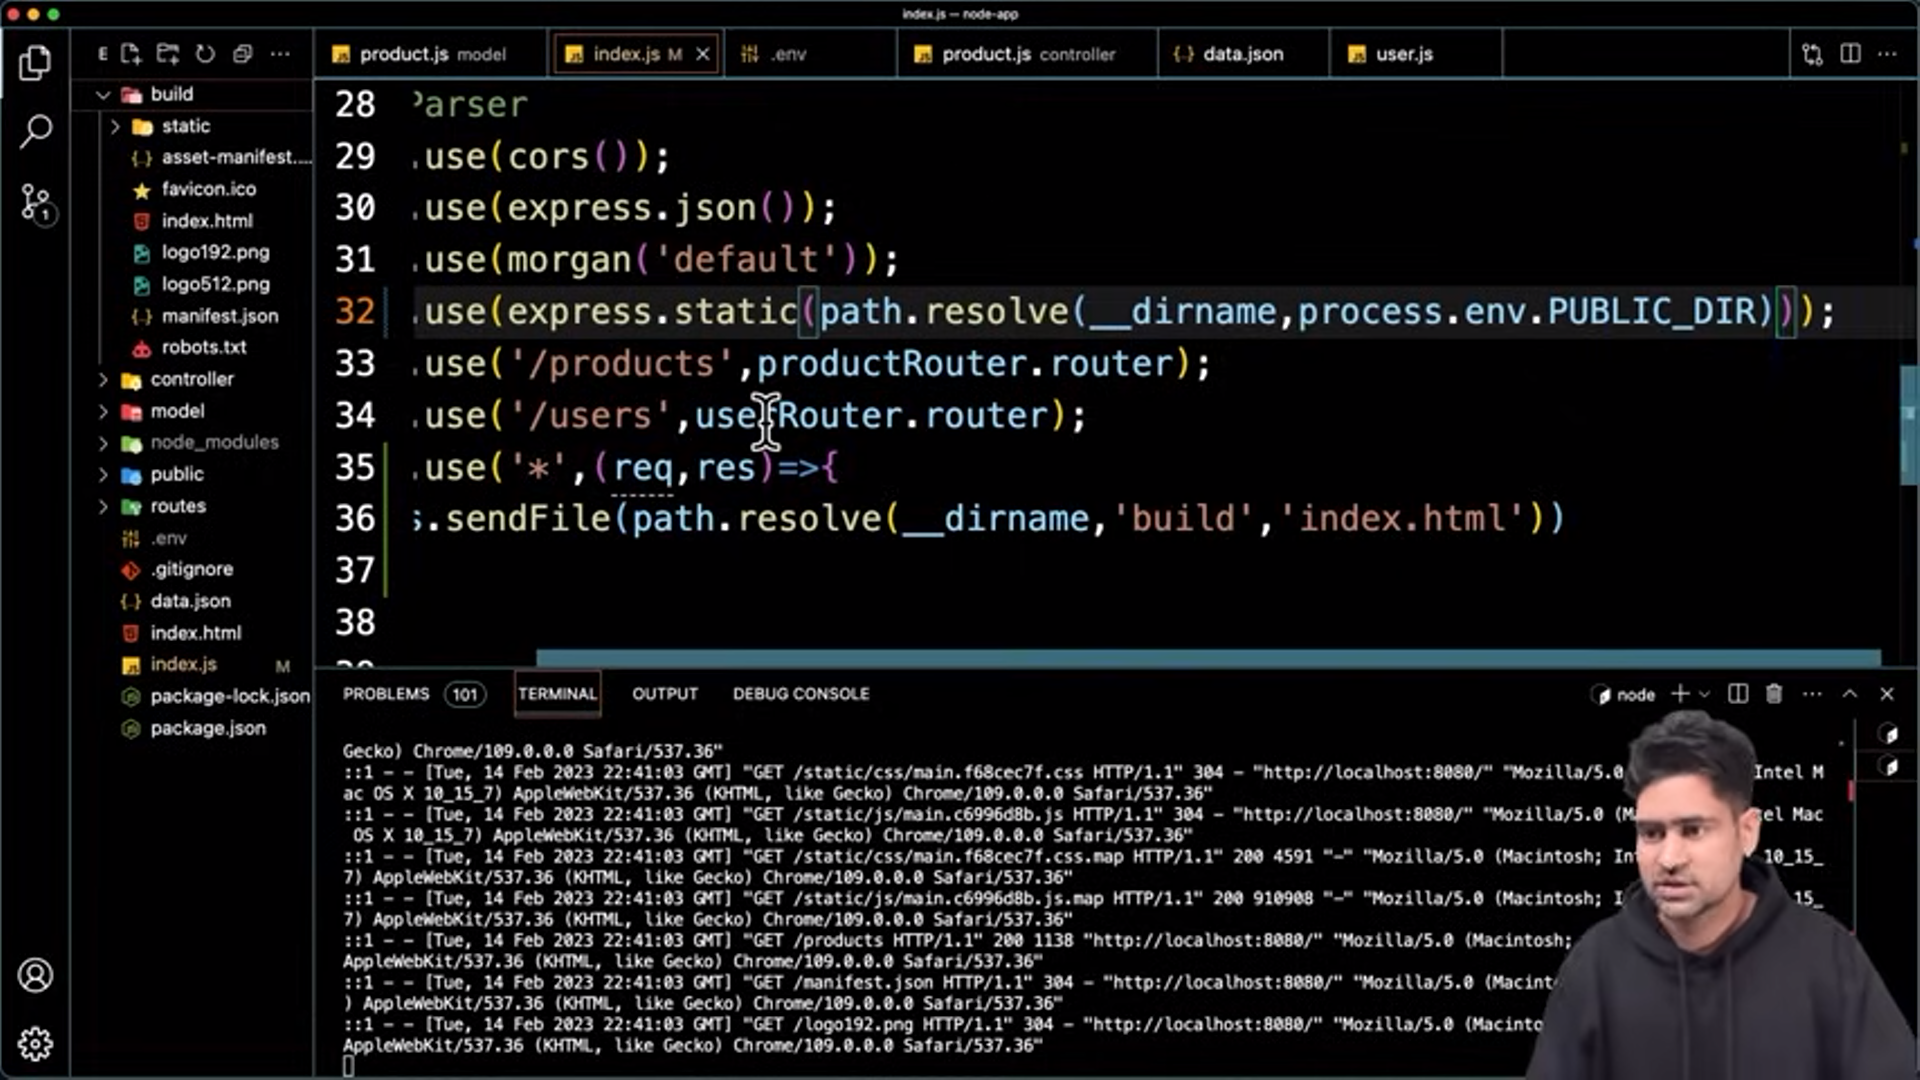 index.js — node-app
E
product.js model
index.js M
.env
product.js controller
data.json
user.js
build
static
asset-manifest....
favicon.ico
index.html
logo192.png
logo512.png
manifest.json
robots.txt
controller
model
node_modules
public
routes
.env
.gitignore
data.json
index.html
index.js M
package-lock.json
package.json
1
28 Parser
29 .use(cors());
30 .use(express.json());
31 .use(morgan('default'));
32 .use(express.static(path.resolve(__dirname,process.env.PUBLIC_DIR)));
33 .use('/products',productRouter.router);
34 .use('/users',userRouter.router);
35 .use('*',(req,res)=>{
36 s.sendFile(path.resolve(__dirname,'build','index.html'))
37
38
39
PROBLEMS 101 TERMINAL OUTPUT DEBUG CONSOLE
node
Gecko) Chrome/109.0.0.0 Safari/537.36"
::1 - - [Tue, 14 Feb 2023 22:41:03 GMT] "GET /static/css/main.f68cec7f.css HTTP/1.1" 304 - "http://localhost:8080/" "Mozilla/5.0 Intel M
ac OS X 10_15_7) AppleWebKit/537.36 (KHTML, like Gecko) Chrome/109.0.0.0 Safari/537.36"
::1 - - [Tue, 14 Feb 2023 22:41:03 GMT] "GET /static/js/main.c6996d8b.js HTTP/1.1" 304 - "http://localhost:8080/" "Mozilla/5.0 (M tel Mac
OS X 10_15_7) AppleWebKit/537.36 (KHTML, like Gecko) Chrome/109.0.0.0 Safari/537.36"
::1 - - [Tue, 14 Feb 2023 22:41:03 GMT] "GET /static/css/main.f68cec7f.css.map HTTP/1.1" 200 4591 "-" "Mozilla/5.0 (Macintosh; In 10_15_
7) AppleWebKit/537.36 (KHTML, like Gecko) Chrome/109.0.0.0 Safari/537.36"
::1 - - [Tue, 14 Feb 2023 22:41:03 GMT] "GET /static/js/main.c6996d8b.js.map HTTP/1.1" 200 910908 "-" "Mozilla/5.0 (Macintosh; I 15_
7) AppleWebKit/537.36 (KHTML, like Gecko) Chrome/109.0.0.0 Safari/537.36"
::1 - - [Tue, 14 Feb 2023 22:41:03 GMT] "GET /products HTTP/1.1" 200 1138 "http://localhost:8080/" "Mozilla/5.0 (Macintosh;
AppleWebKit/537.36 (KHTML, like Gecko) Chrome/109.0.0.0 Safari/537.36"
::1 - - [Tue, 14 Feb 2023 22:41:03 GMT] "GET /manifest.json HTTP/1.1" 304 - "http://localhost:8080/" "Mozilla/5.0 (Macint
) AppleWebKit/537.36 (KHTML, like Gecko) Chrome/109.0.0.0 Safari/537.36"
::1 - - [Tue, 14 Feb 2023 22:41:03 GMT] "GET /logo192.png HTTP/1.1" 304 - "http://localhost:8080/" "Mozilla/5.0 (Macinto
AppleWebKit/537.36 (KHTML, like Gecko) Chrome/109.0.0.0 Safari/537.36"